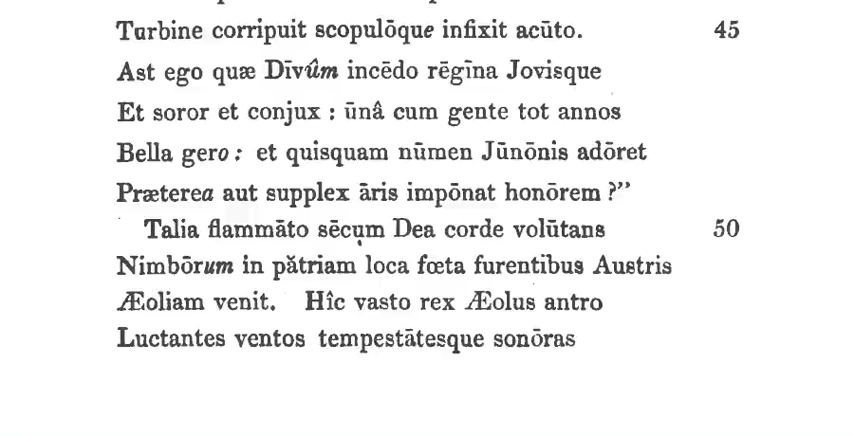 Turbine corripuit scopulōque infixit acūto. 45
Ast ego quæ Dīvûm incēdo rēgīna Jovisque
Et soror et conjux : ūnâ cum gente tot annos
Bella gero : et quisquam nūmen Jūnōnis adōret
Prætereа aut supplex āris impōnat honōrem ?”
Talia flammāto sēcum Dea corde volūtans 50
Nimbōrum in pătriam loca fœta furentibus Austris
Æoliam venit. Hîc vasto rex Æolus antro
Luctantes ventos tempestātesque sonōras